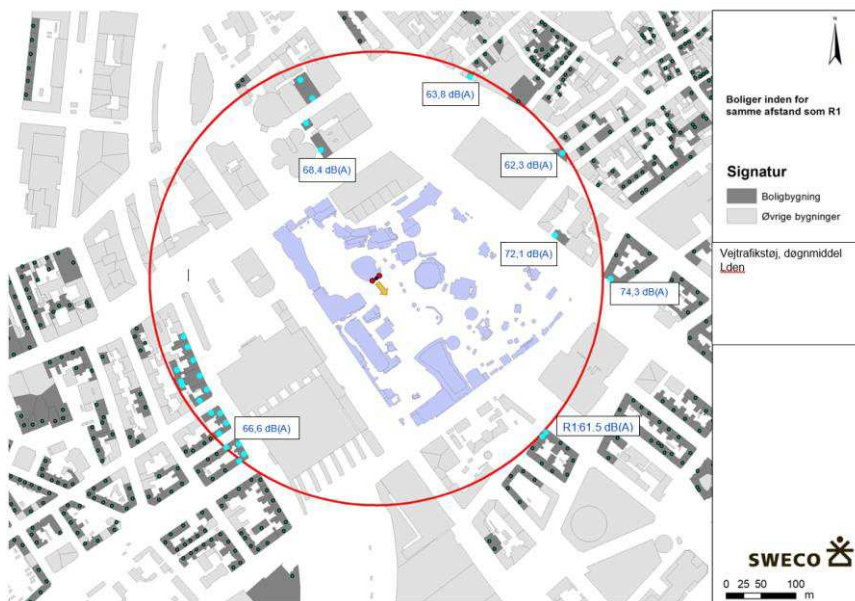 63,8 dB(A)
68,4 dB(A)
62,3 dB(A)
72,1 dB(A)
74,3 dB(A)
66,6 dB(A)
R1:61.5 dB(A)
N
Boliger inden for
samme afstand som R1
Signatur
Boligbygning
Øvrige bygninger
Vejtrafikstøj, døgnmiddel
Lden
SWECO
0 25 50 100
m